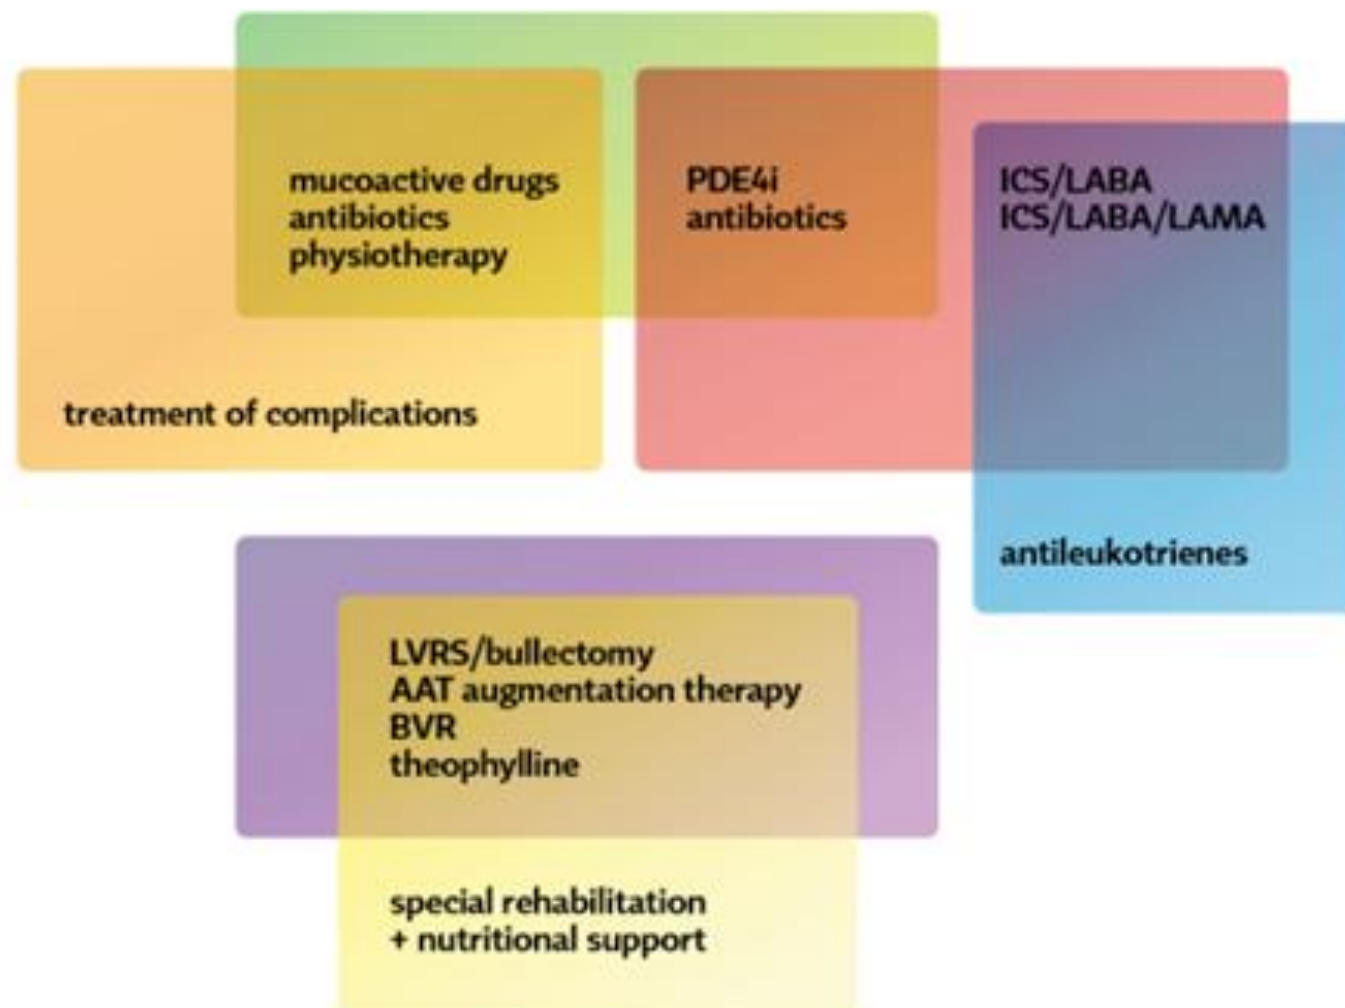 mucoactive drugs
antibiotics
physiotherapy
PDE4i
antibiotics
ICS/LABA
ICS/LABA/LAMA
treatment of complications
antileukotrienes
LVRS/bullectomy
AAT augmentation therapy
BVR
theophylline
special rehabilitation
+ nutritional support